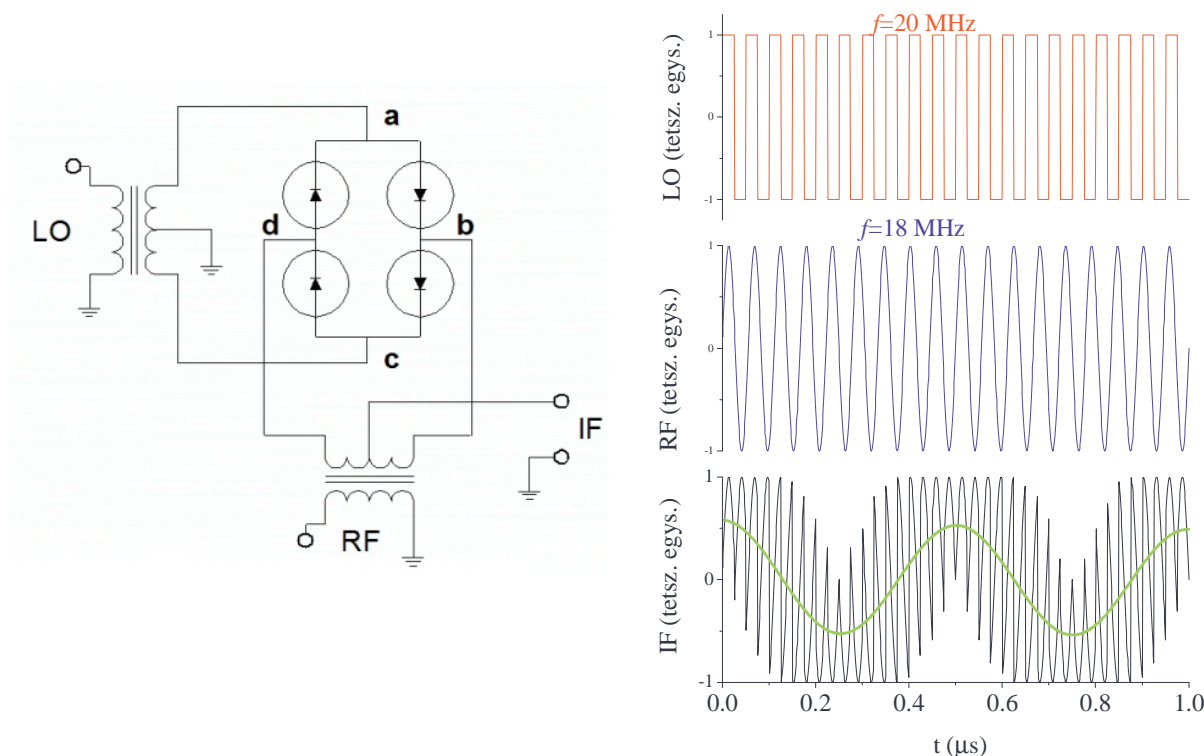 a
d
b
LO
c
IF
RF
f=20 MHz
LO (tetsz. egys.)
1
0
-1
f=18 MHz
RF (tetsz. egys.)
1
0
-1
IF (tetsz. egys.)
1
0
-1
0.0 0.2 0.4 0.6 0.8 1.0
t (μs)